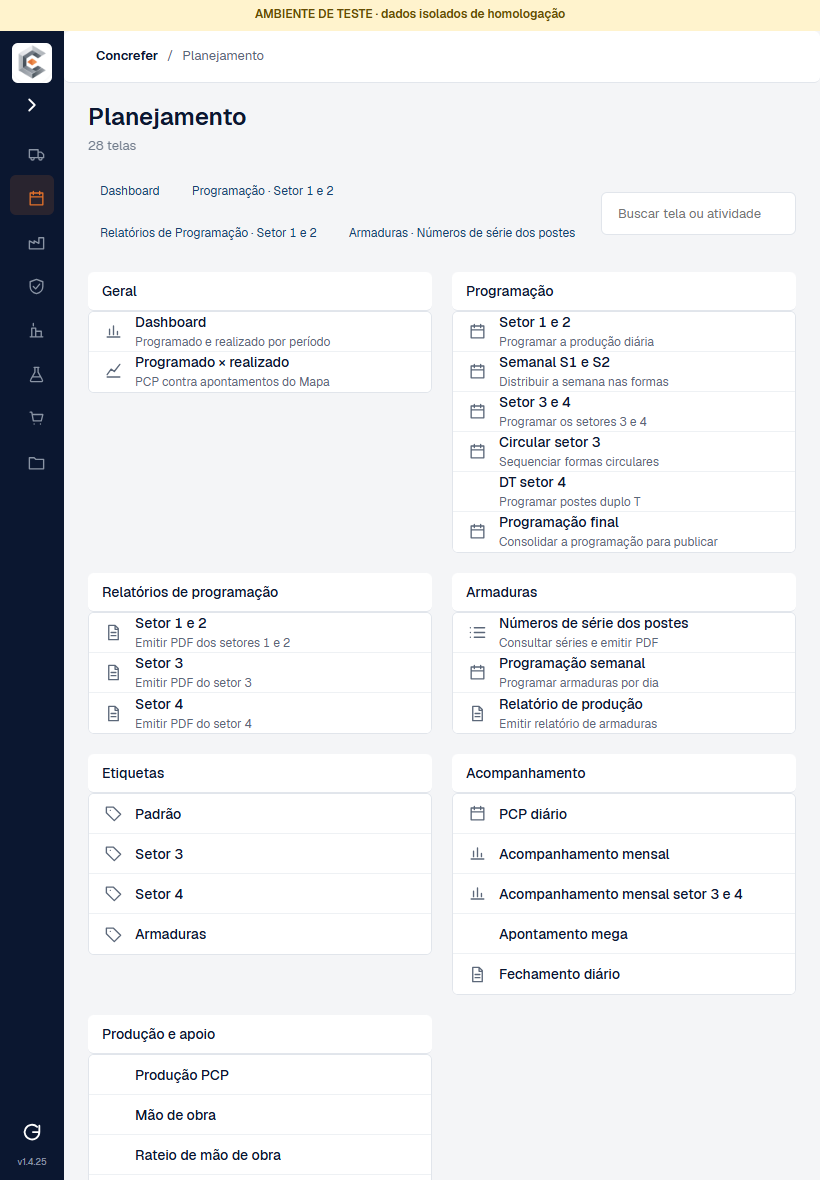 AMBIENTE DE TESTE · dados isolados de homologação
Concrefer / Planejamento
Planejamento
28 telas
Dashboard
Programação · Setor 1 e 2
Relatórios de Programação · Setor 1 e 2
Armaduras · Números de série dos postes
Buscar tela ou atividade
Geral
Dashboard
Programado e realizado por período
Programado × realizado
PCP contra apontamentos do Mapa
Programação
Setor 1 e 2
Programar a produção diária
Semanal S1 e S2
Distribuir a semana nas formas
Setor 3 e 4
Programar os setores 3 e 4
Circular setor 3
Sequenciar formas circulares
DT setor 4
Programar postes duplo T
Programação final
Consolidar a programação para publicar
Relatórios de programação
Setor 1 e 2
Emitir PDF dos setores 1 e 2
Setor 3
Emitir PDF do setor 3
Setor 4
Emitir PDF do setor 4
Armaduras
Números de série dos postes
Consultar séries e emitir PDF
Programação semanal
Programar armaduras por dia
Relatório de produção
Emitir relatório de armaduras
Etiquetas
Padrão
Setor 3
Setor 4
Armaduras
Acompanhamento
PCP diário
Acompanhamento mensal
Acompanhamento mensal setor 3 e 4
Apontamento mega
Fechamento diário
Produção e apoio
Produção PCP
Mão de obra
Rateio de mão de obra
v1.4.25